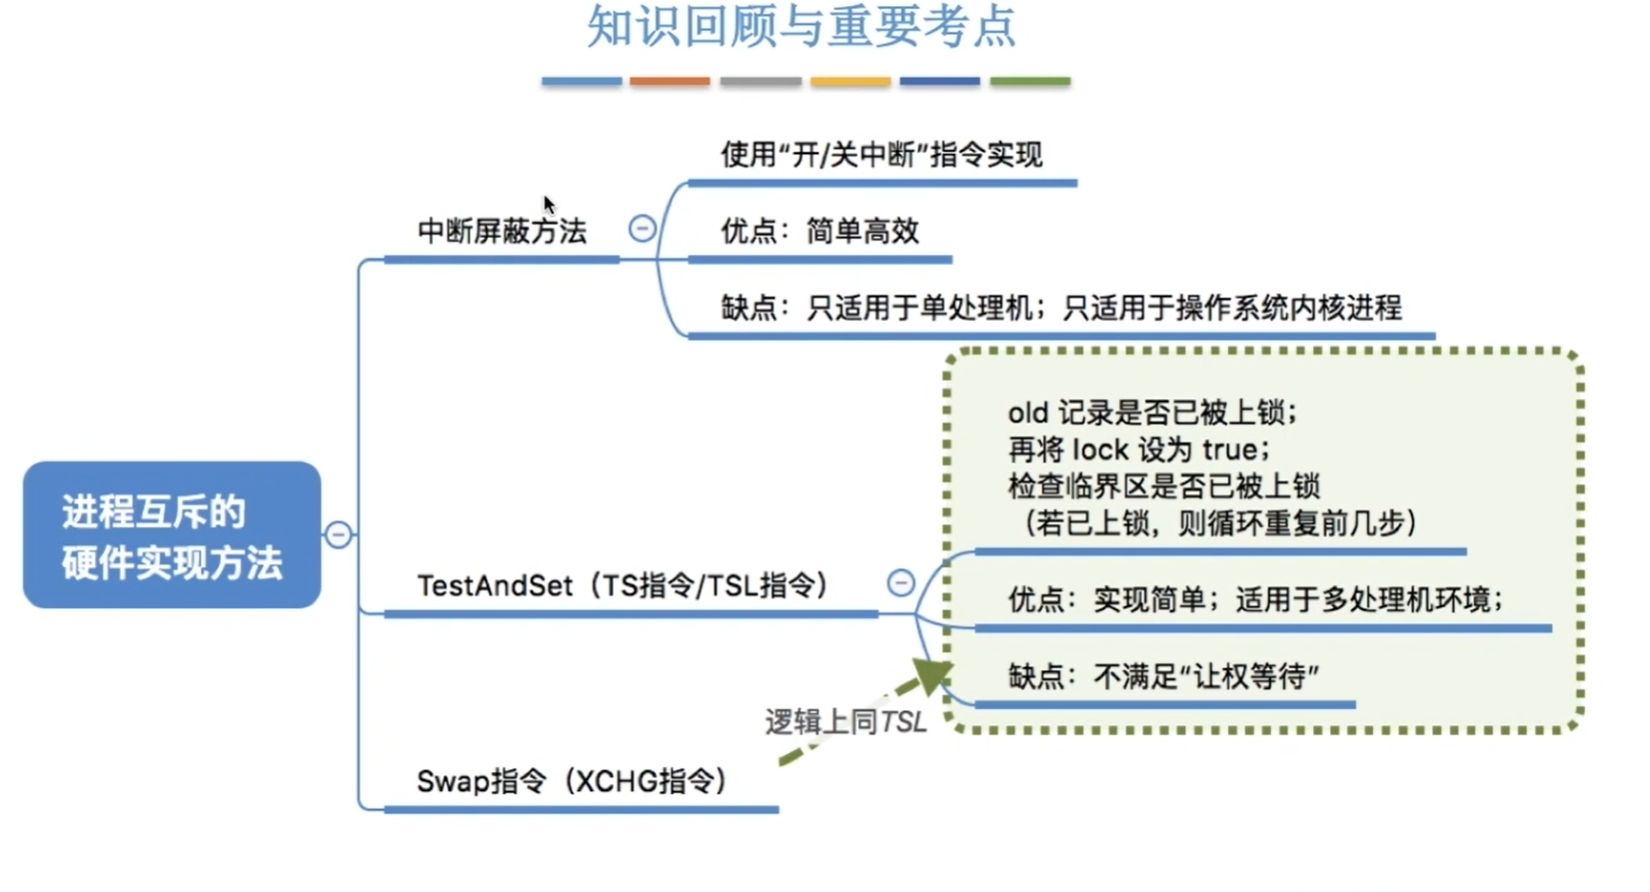 知识回顾与重要考点
使用“开/关中断”指令实现
中断屏蔽方法
优点：简单高效
缺点：只适用于单处理机；只适用于操作系统内核进程
old 记录是否已被上锁；
再将 lock 设为 true；
检查临界区是否已被上锁
（若已上锁，则循环重复前几步）
进程互斥的
硬件实现方法
TestAndSet（TS指令/TSL指令）
优点：实现简单；适用于多处理机环境；
缺点：不满足“让权等待”
逻辑上同TSL
Swap指令（XCHG指令）